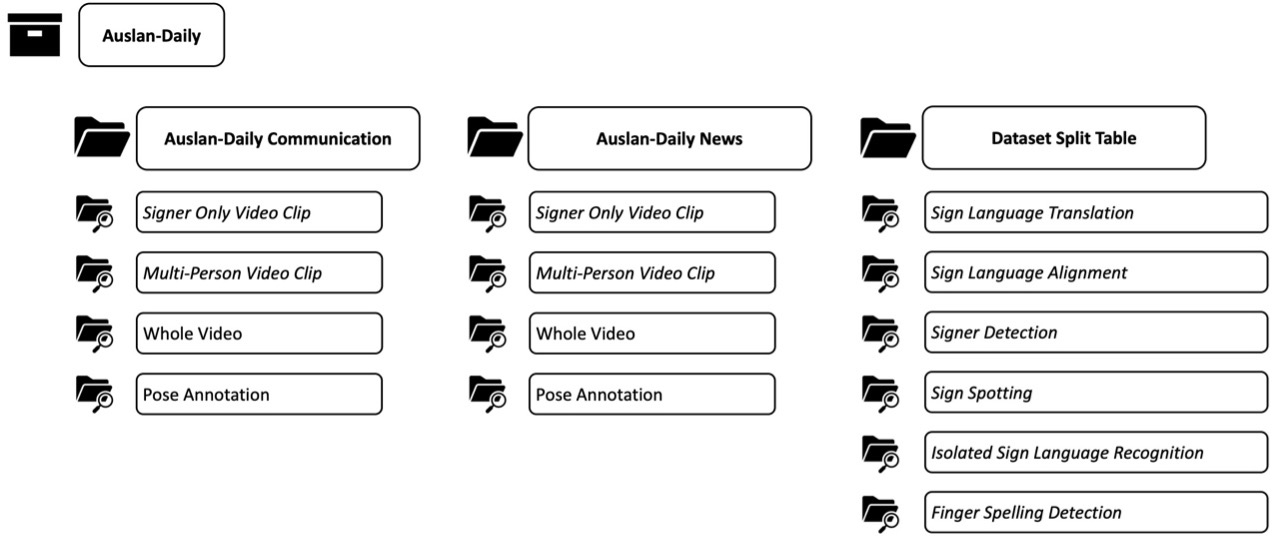 Auslan-Daily
Auslan-Daily Communication
Signer Only Video Clip
Multi-Person Video Clip
Whole Video
Pose Annotation
Auslan-Daily News
Signer Only Video Clip
Multi-Person Video Clip
Whole Video
Pose Annotation
Dataset Split Table
Sign Language Translation
Sign Language Alignment
Signer Detection
Sign Spotting
Isolated Sign Language Recognition
Finger Spelling Detection